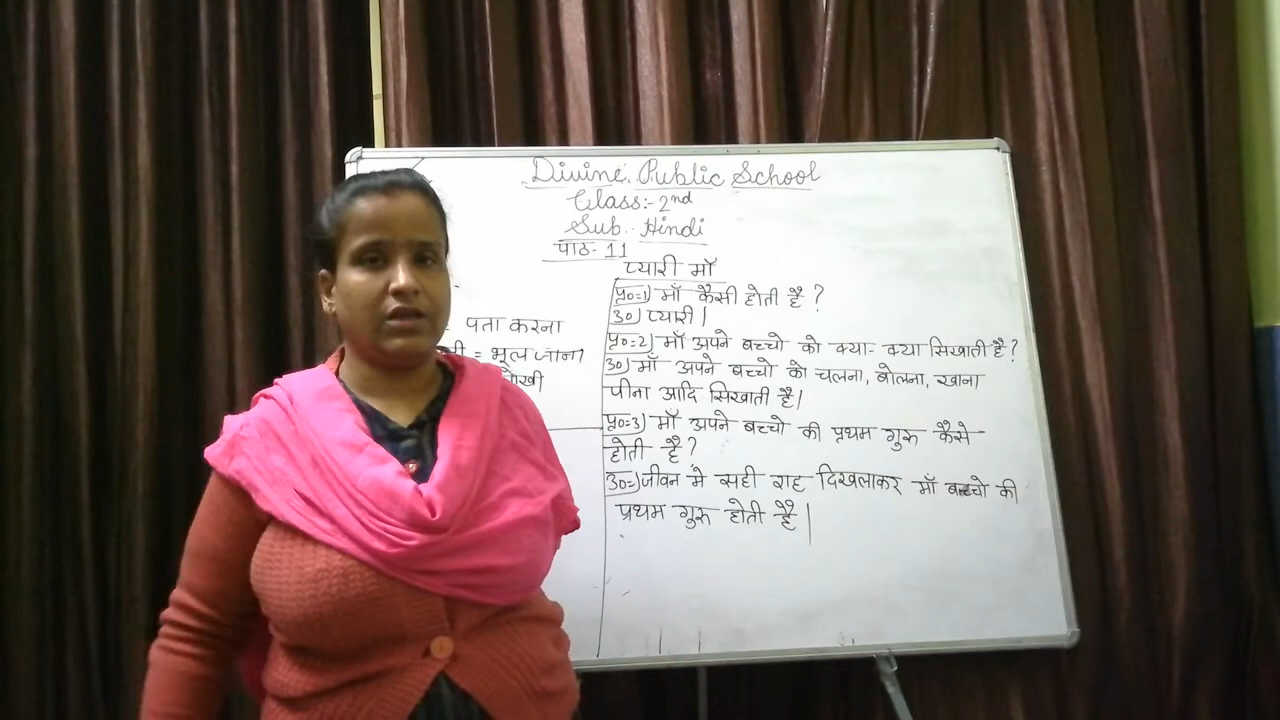 Divine Public School
Class:- 2nd
Sub. Hindi
पाठ- 11
प्यारी माँ
= पता करना
= भूल जाना
प्र०=1) माँ कैसी होती है ?
उ०) प्यारी |
प्र०=2) माँ अपने बच्चो को क्या- क्या सिखाती है ?
उ०) माँ अपने बच्चो को चलना, बोलना, खाना
पीना आदि सिखाती है |
प्र०=3) माँ अपने बच्चो की प्रथम गुरु कैसे
होती है ?
उ०=) जीवन मे सही राह दिखलाकर माँ बच्चो की
प्रथम गुरु होती है |